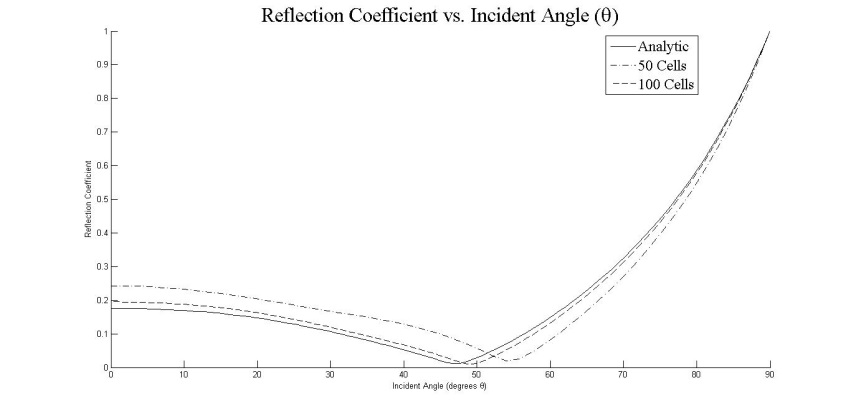 Reflection Coefficient vs. Incident Angle (θ)
Analytic
50 Cells
100 Cells
Reflection Coefficient
1
0.9
0.8
0.7
0.6
0.5
0.4
0.3
0.2
0.1
0
0 10 20 30 40 50 60 70 80 90
Incident Angle (degrees θ)